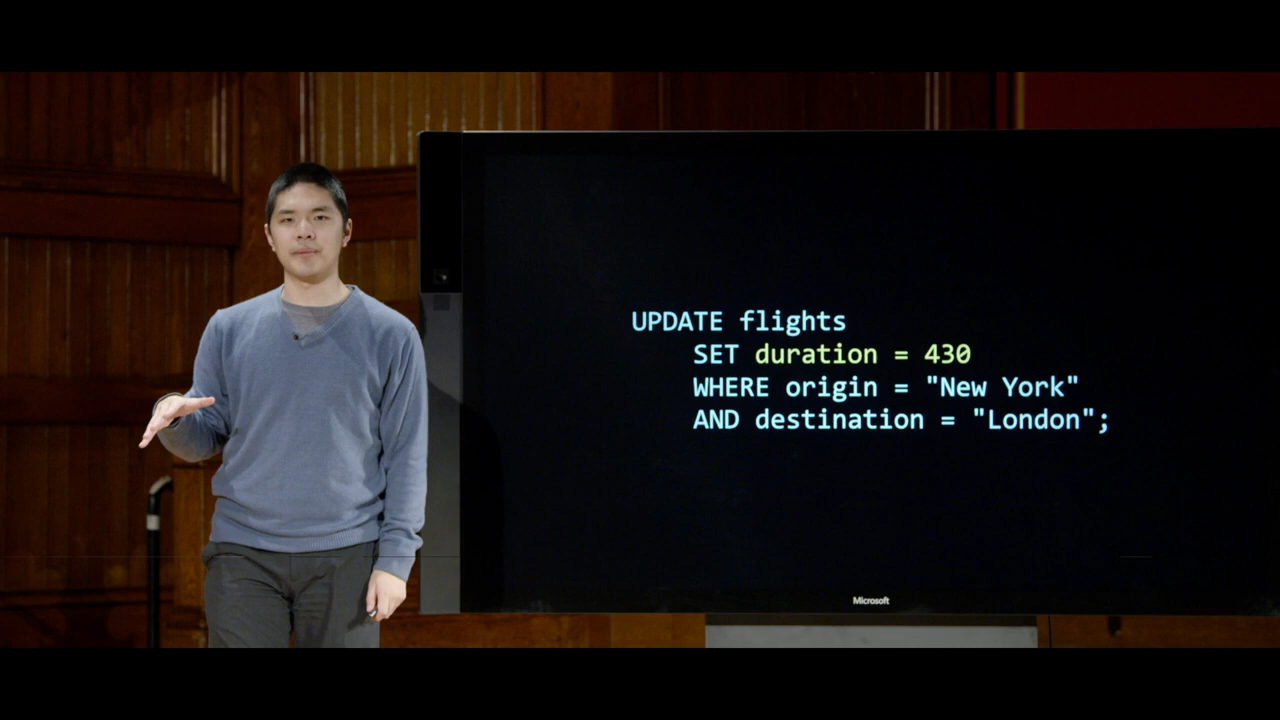 UPDATE flights
SET duration = 430
WHERE origin = "New York"
AND destination = "London";
Microsoft